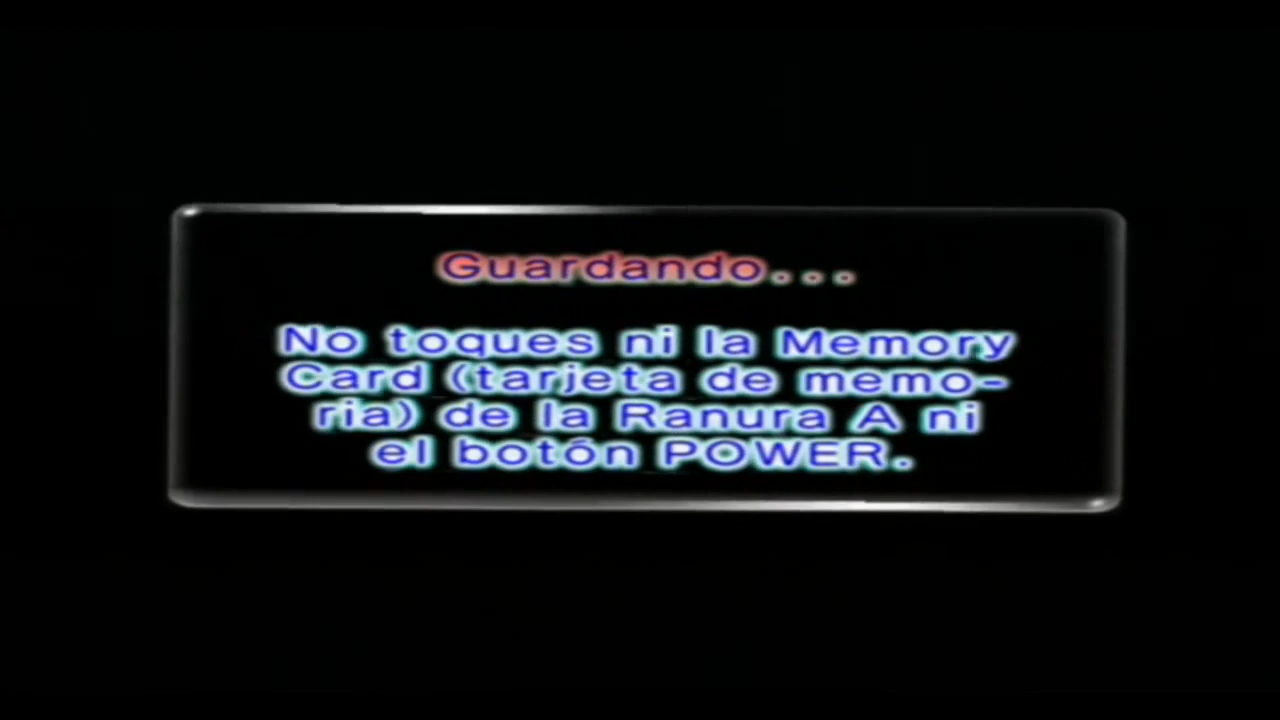 Guardando...
No toques ni la Memory
Card (tarjeta de memo-
ria) de la Ranura A ni
el botón POWER.